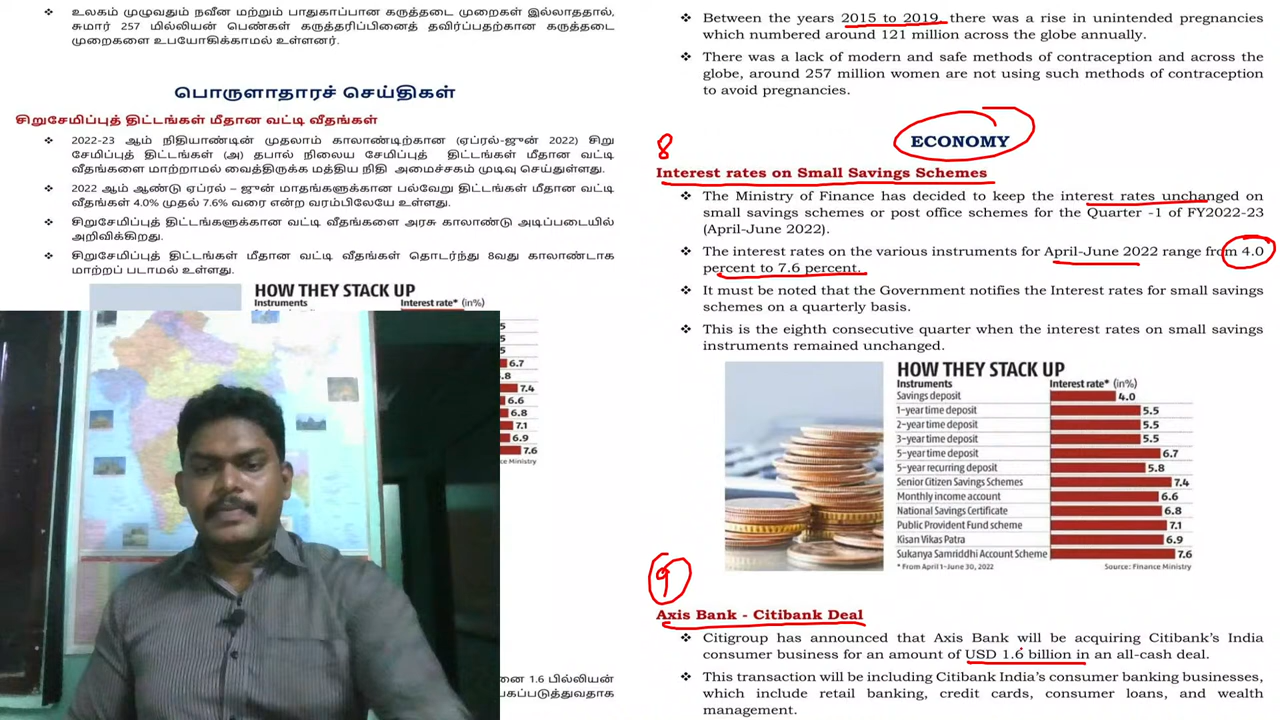 ❖ உலகம் முழுவதும் நவீன மற்றும் பாதுகாப்பான கருத்தடை முறைகள் இல்லாததால்,
சுமார் 257 மில்லியன் பெண்கள் கருத்தரிப்பினைத் தவிர்ப்பதற்கான கருத்தடை
முறைகளை உபயோகிக்காமல் உள்ளனர்.
பொருளாதாரச் செய்திகள்
சிறுசேமிப்புத் திட்டங்கள் மீதான வட்டி வீதங்கள்
❖ 2022-23 ஆம் நிதியாண்டின் முதலாம் காலாண்டிற்கான (ஏப்ரல்-ஜுன் 2022) சிறு
சேமிப்புத் திட்டங்கள் (அ) தபால் நிலைய சேமிப்புத் திட்டங்கள் மீதான வட்டி
வீதங்களை மாற்றாமல் வைத்திருக்க மத்திய நிதி அமைச்சகம் முடிவு செய்துள்ளது.
❖ 2022 ஆம் ஆண்டு ஏப்ரல் – ஜுன் மாதங்களுக்கான பல்வேறு திட்டங்கள் மீதான வட்டி
வீதங்கள் 4.0% முதல் 7.6% வரை என்ற வரம்பிலேயே உள்ளது.
❖ சிறுசேமிப்புத் திட்டங்களுக்கான வட்டி வீதங்களை அரசு காலாண்டு அடிப்படையில்
அறிவிக்கிறது.
❖ சிறுசேமிப்புத் திட்டங்கள் மீதான வட்டி வீதங்கள் தொடர்ந்து 8வது காலாண்டாக
மாற்றப் படாமல் உள்ளது.
HOW THEY STACK UP
Instruments Interest rate* (in%)
5
5
5
6.7
.8
7.4
6.6
6.8
7.1
6.9
7.6
ce Ministry
னை 1.6 பில்லியன்
பகப்படுத்துவதாக
❖ Between the years 2015 to 2019, there was a rise in unintended pregnancies
which numbered around 121 million across the globe annually.
❖ There was a lack of modern and safe methods of contraception and across the
globe, around 257 million women are not using such methods of contraception
to avoid pregnancies.
ECONOMY
8
Interest rates on Small Savings Schemes
❖ The Ministry of Finance has decided to keep the interest rates unchanged on
small savings schemes or post office schemes for the Quarter -1 of FY2022-23
(April-June 2022).
❖ The interest rates on the various instruments for April-June 2022 range from 4.0
percent to 7.6 percent.
❖ It must be noted that the Government notifies the Interest rates for small savings
schemes on a quarterly basis.
❖ This is the eighth consecutive quarter when the interest rates on small savings
instruments remained unchanged.
HOW THEY STACK UP
Instruments Interest rate* (in%)
Savings deposit 4.0
1-year time deposit 5.5
2-year time deposit 5.5
3-year time deposit 5.5
5-year time deposit 6.7
5-year recurring deposit 5.8
Senior Citizen Savings Schemes 7.4
Monthly income account 6.6
National Savings Certificate 6.8
Public Provident Fund scheme 7.1
Kisan Vikas Patra 6.9
Sukanya Samriddhi Account Scheme 7.6
* From April 1-June 30, 2022 Source: Finance Ministry
9
Axis Bank - Citibank Deal
❖ Citigroup has announced that Axis Bank will be acquiring Citibank's India
consumer business for an amount of USD 1.6 billion in an all-cash deal.
❖ This transaction will be including Citibank India's consumer banking businesses,
which include retail banking, credit cards, consumer loans, and wealth
management.